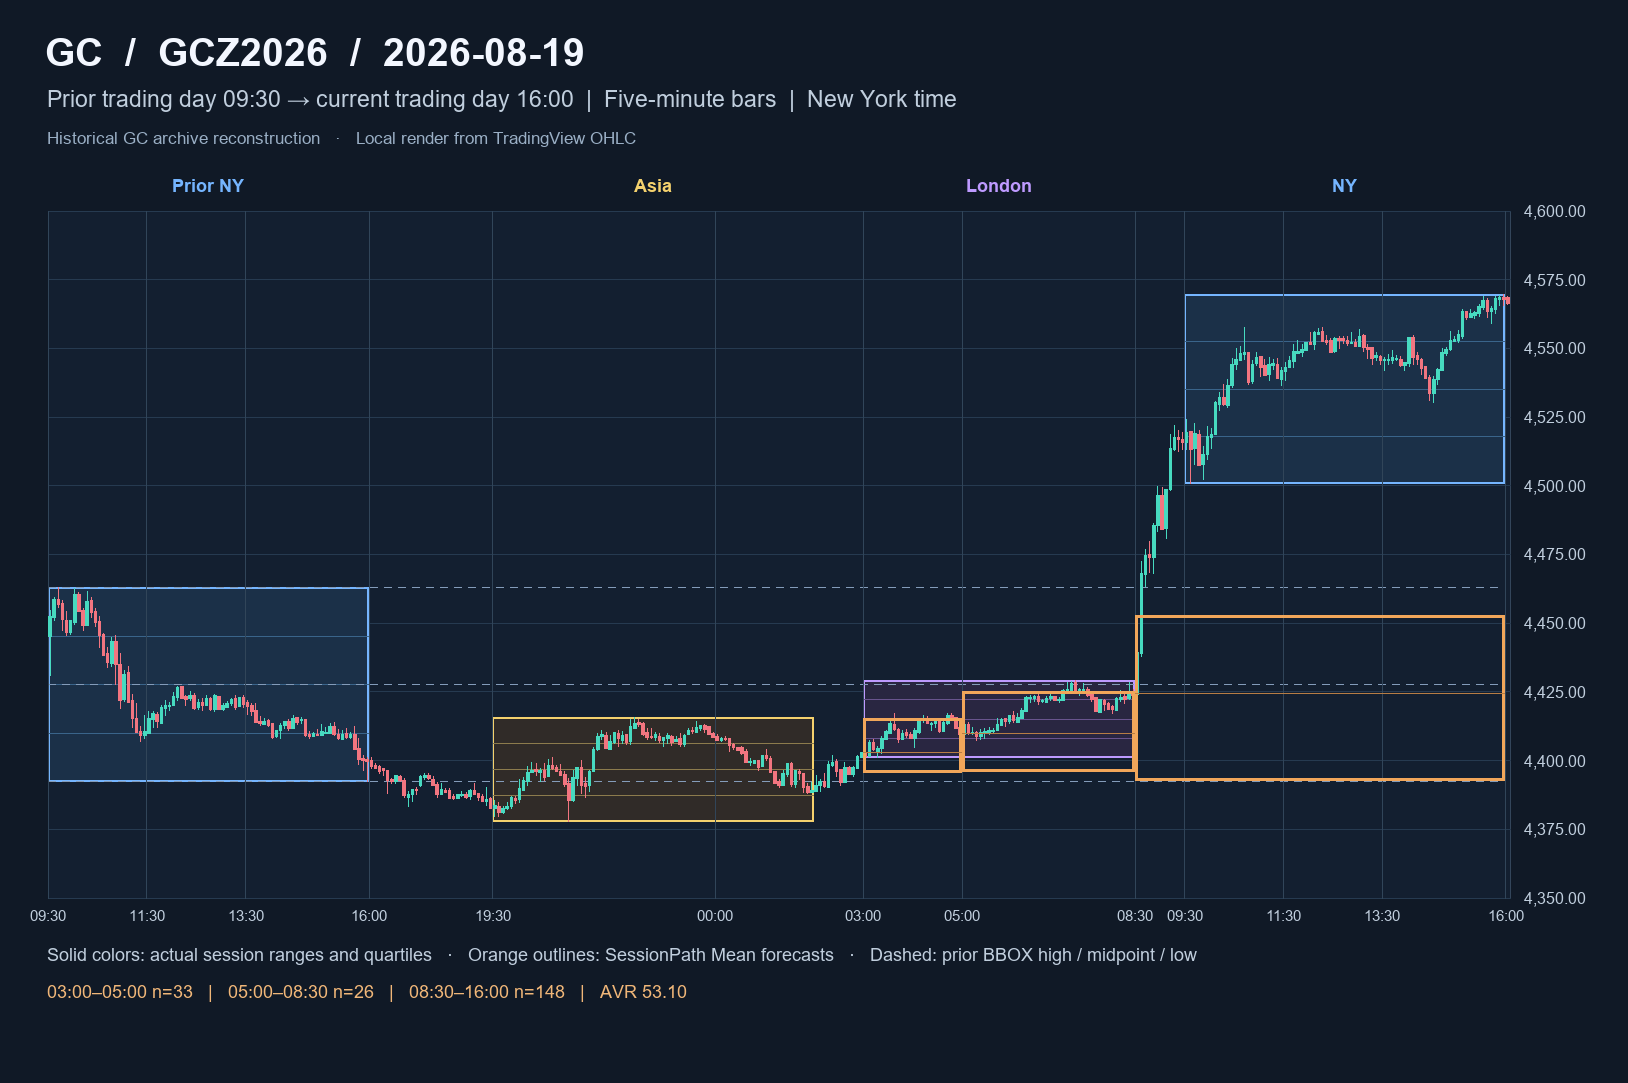 GC / GCZ2026 / 2026-08-19
Prior trading day 09:30 → current trading day 16:00 | Five-minute bars | New York time
Historical GC archive reconstruction · Local render from TradingView OHLC
Prior NY
Asia
London
NY
4,600.00
4,575.00
4,550.00
4,525.00
4,500.00
4,475.00
4,450.00
4,425.00
4,400.00
4,375.00
4,350.00
09:30 11:30 13:30 16:00 19:30 00:00 03:00 05:00 08:30 09:30 11:30 13:30 16:00
Solid colors: actual session ranges and quartiles · Orange outlines: SessionPath Mean forecasts · Dashed: prior BBOX high / midpoint / low
03:00–05:00 n=33 | 05:00–08:30 n=26 | 08:30–16:00 n=148 | AVR 53.10